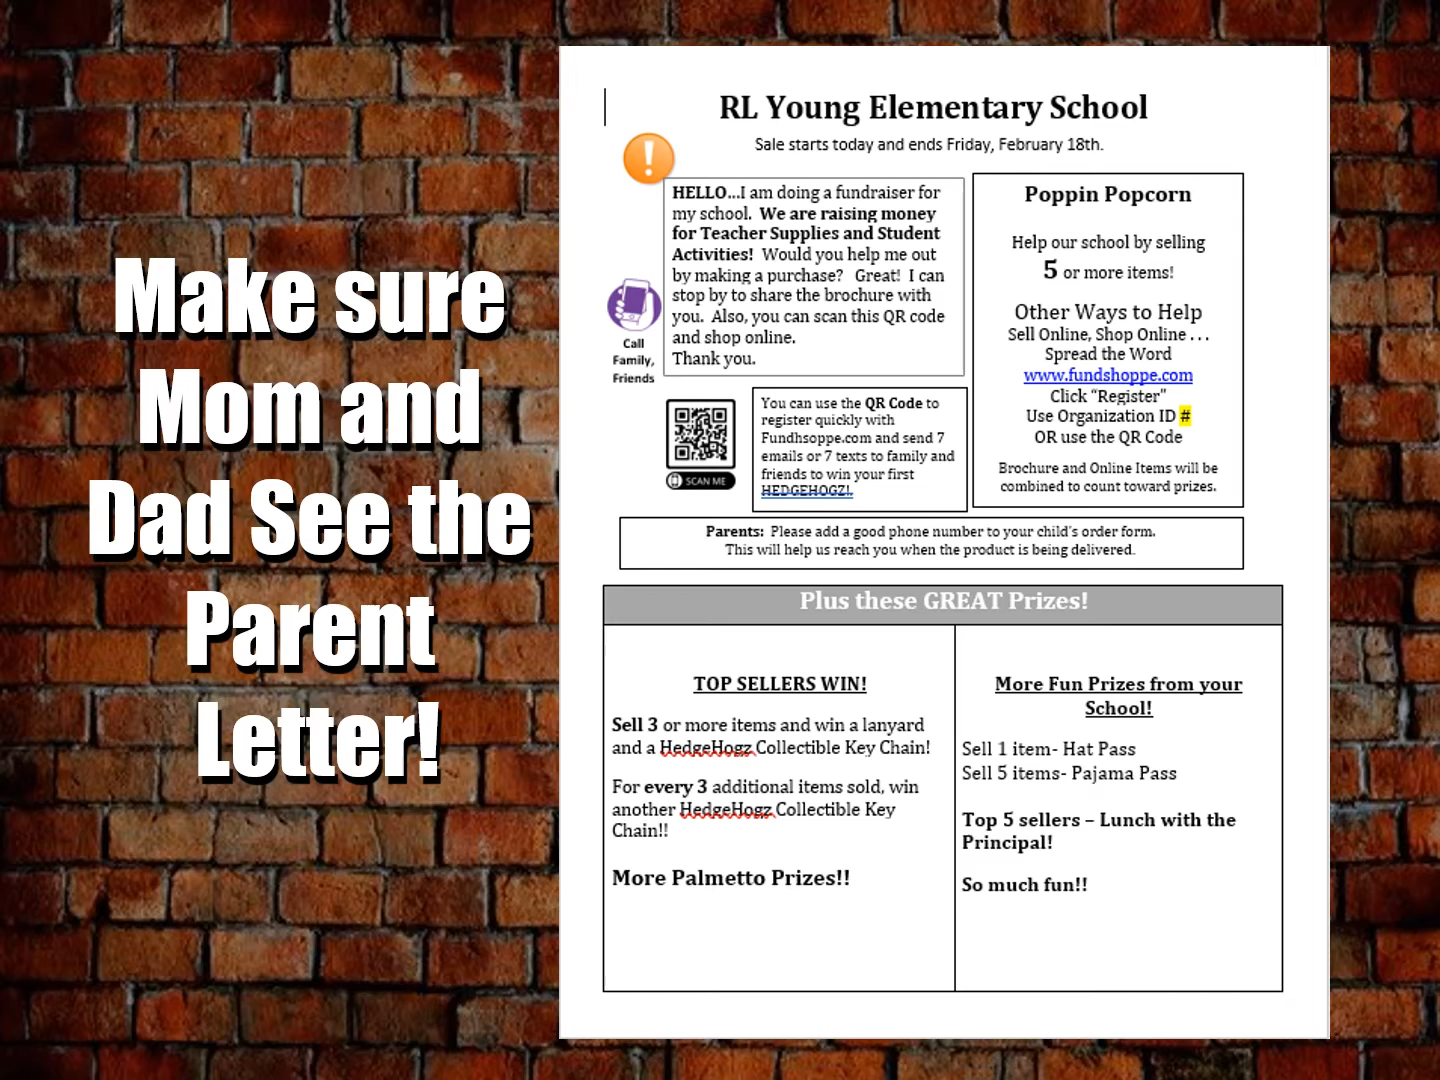 Make sure
Mom and
Dad See the
Parent
Letter!
RL Young Elementary School
Sale starts today and ends Friday, February 18th.
!
HELLO...I am doing a fundraiser for
my school. We are raising money
for Teacher Supplies and Student
Activities! Would you help me out
by making a purchase? Great! I can
stop by to share the brochure with
you. Also, you can scan this QR code
and shop online.
Thank you.
Call
Family,
Friends
SCAN ME
You can use the QR Code to
register quickly with
Fundhsoppe.com and send 7
emails or 7 texts to family and
friends to win your first
HEDGEHOGZ!.
Poppin Popcorn
Help our school by selling
5 or more items!
Other Ways to Help
Sell Online, Shop Online . . .
Spread the Word
www.fundshoppe.com
Click “Register”
Use Organization ID #
OR use the QR Code
Brochure and Online Items will be
combined to count toward prizes.
Parents: Please add a good phone number to your child's order form.
This will help us reach you when the product is being delivered.
Plus these GREAT Prizes!
TOP SELLERS WIN!
Sell 3 or more items and win a lanyard
and a HedgeHogz Collectible Key Chain!
For every 3 additional items sold, win
another HedgeHogz Collectible Key
Chain!!
More Palmetto Prizes!!
More Fun Prizes from your
School!
Sell 1 item- Hat Pass
Sell 5 items- Pajama Pass
Top 5 sellers – Lunch with the
Principal!
So much fun!!